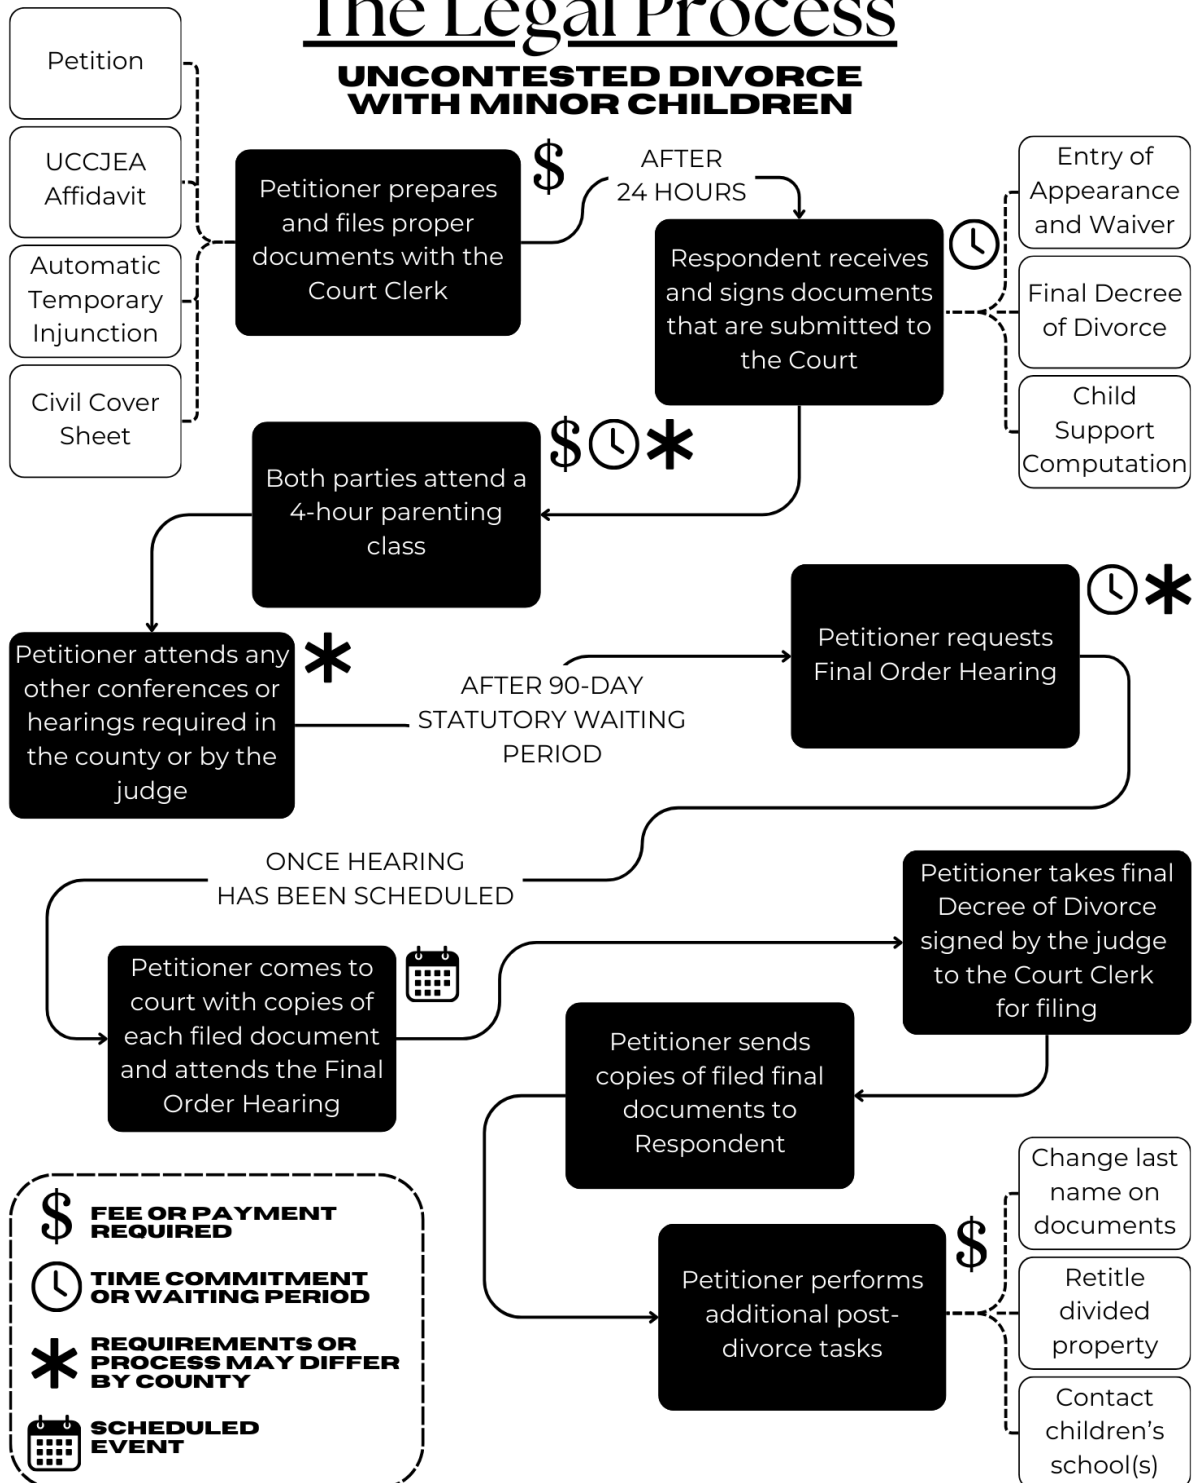 The Legal Process
UNCONTESTED DIVORCE
WITH MINOR CHILDREN
Petition
UCCJEA
Affidavit
Automatic
Temporary
Injunction
Civil Cover
Sheet
Petitioner prepares
and files proper
documents with the
Court Clerk
$
AFTER
24 HOURS
Respondent receives
and signs documents
that are submitted to
the Court
Entry of
Appearance
and Waiver
Final Decree
of Divorce
Child
Support
Computation
Both parties attend a
4-hour parenting
class
$ *
Petitioner attends any
other conferences or
hearings required in
the county or by the
judge
*
AFTER 90-DAY
STATUTORY WAITING
PERIOD
Petitioner requests
Final Order Hearing
*
ONCE HEARING
HAS BEEN SCHEDULED
Petitioner comes to
court with copies of
each filed document
and attends the Final
Order Hearing
Petitioner takes final
Decree of Divorce
signed by the judge
to the Court Clerk
for filing
Petitioner sends
copies of filed final
documents to
Respondent
Petitioner performs
additional post-
divorce tasks
$
Change last
name on
documents
Retitle
divided
property
Contact
children's
school(s)
$ FEE OR PAYMENT
REQUIRED
TIME COMMITMENT
OR WAITING PERIOD
* REQUIREMENTS OR
PROCESS MAY DIFFER
BY COUNTY
SCHEDULED
EVENT